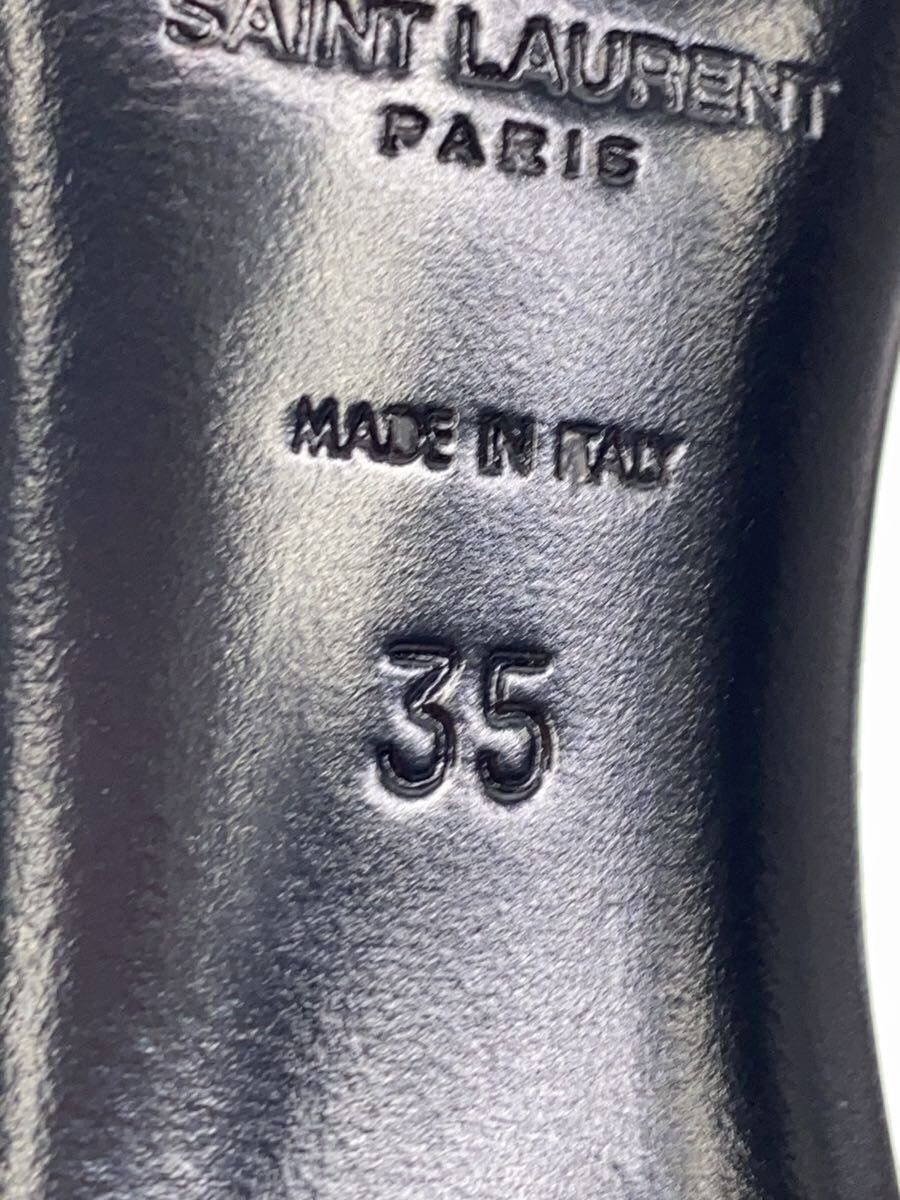 SAINT LAURENT
PARIS
MADE IN ITALY
35